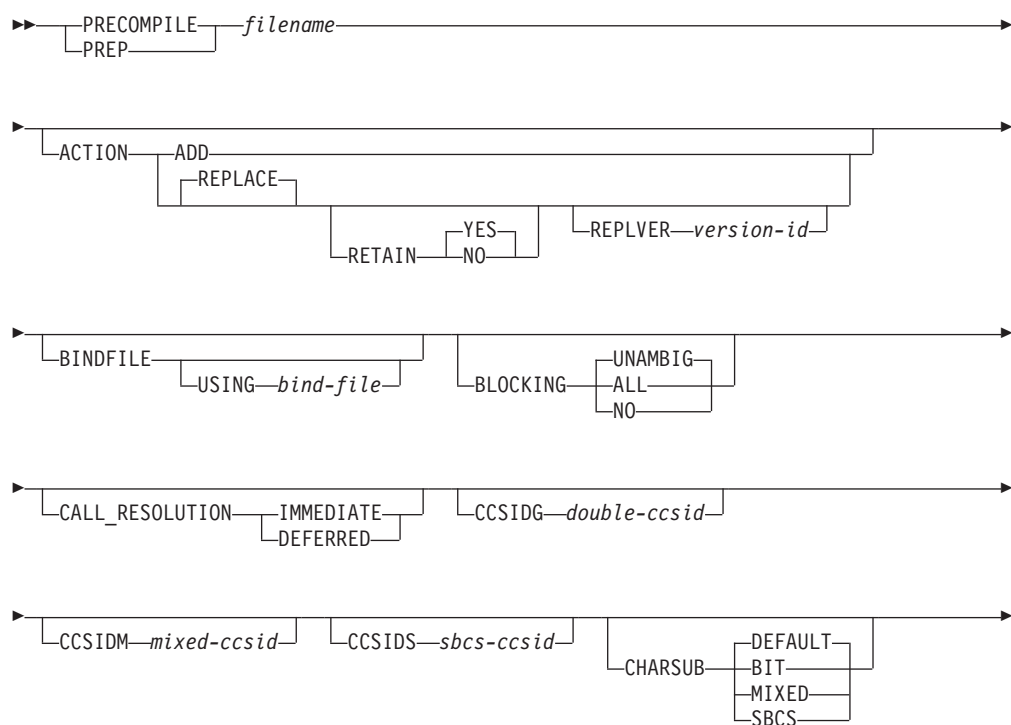 PRECOMPILE filename
PREP
ACTION ADD
REPLACE
YES REPLVER version-id
RETAIN NO
BINDFILE UNAMBIG
USING bind-file BLOCKING ALL
NO
CALL_RESOLUTION IMMEDIATE CCSIDG double-ccsid
DEFERRED
CCSIDM mixed-ccsid CCSIDS sbcs-ccsid DEFAULT
CHARSUB BIT
MIXED
SBCS